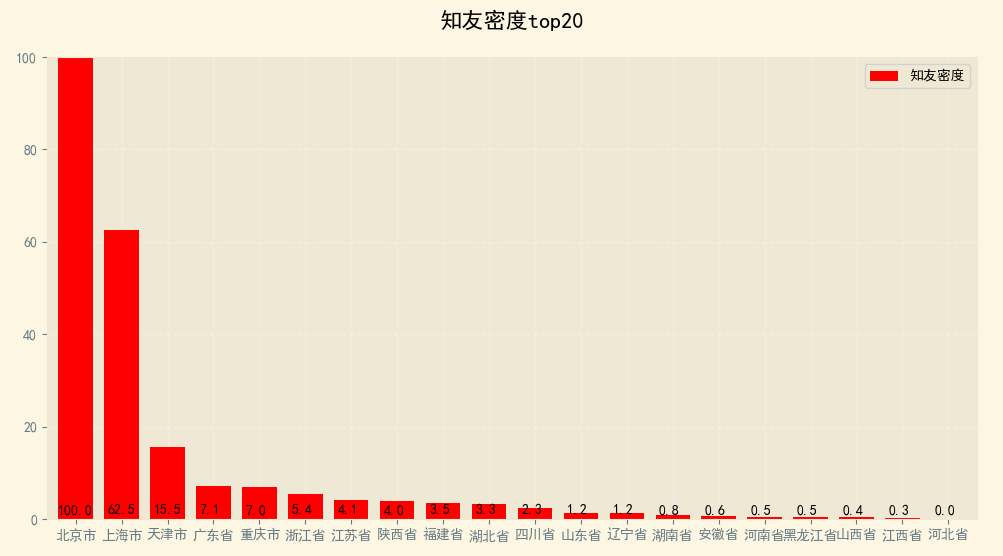 知友密度top20
知友密度
100
80
60
40
20
0
100.0 62.5 15.5 7.1 7.0 5.4 4.1 4.0 3.5 3.3 2.3 1.2 1.2 0.8 0.6 0.5 0.5 0.4 0.3 0.0
北京市 上海市 天津市 广东省 重庆市 浙江省 江苏省 陕西省 福建省 湖北省 四川省 山东省 辽宁省 湖南省 安徽省 河南省 黑龙江省 山西省 江西省 河北省